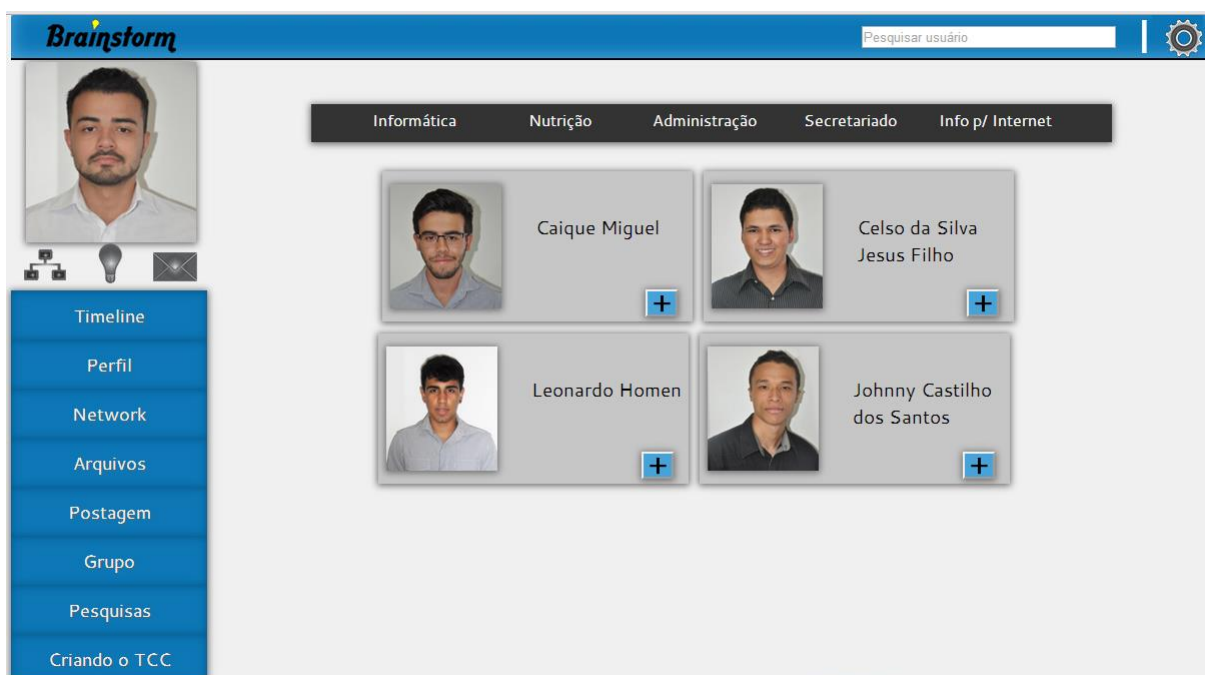 Brainstorm
Pesquisar usuário
Informática Nutrição Administração Secretariado Info p/ Internet
Caique Miguel
Celso da Silva
Jesus Filho
+
+
Leonardo Homen
Johnny Castilho
dos Santos
+
+
Timeline
Perfil
Network
Arquivos
Postagem
Grupo
Pesquisas
Criando o TCC